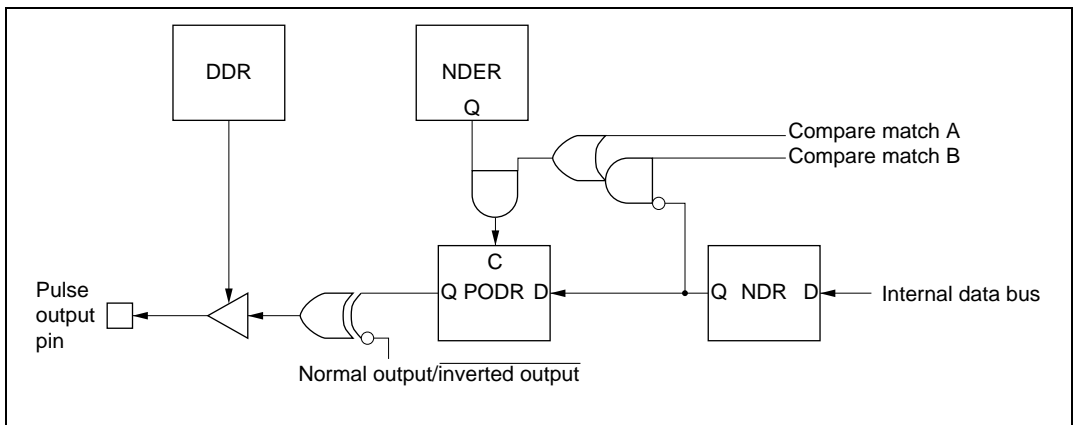 DDR
NDER
Q
Compare match A
Compare match B
C
Q PODR D
Q NDR D
Internal data bus
Pulse
output
pin
Normal output/inverted output